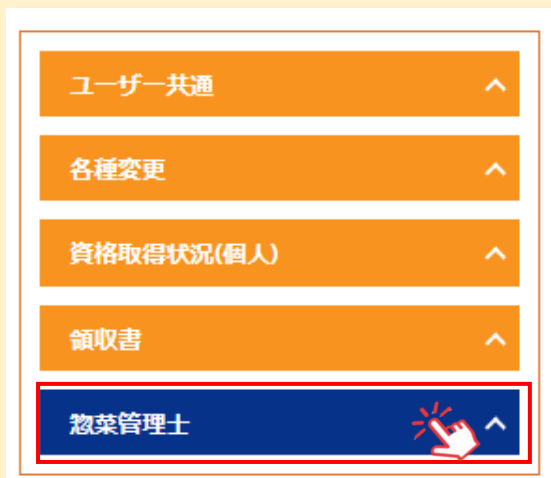 ユーザー共通
各種変更
資格取得状況(個人)
領収書
惣菜管理士